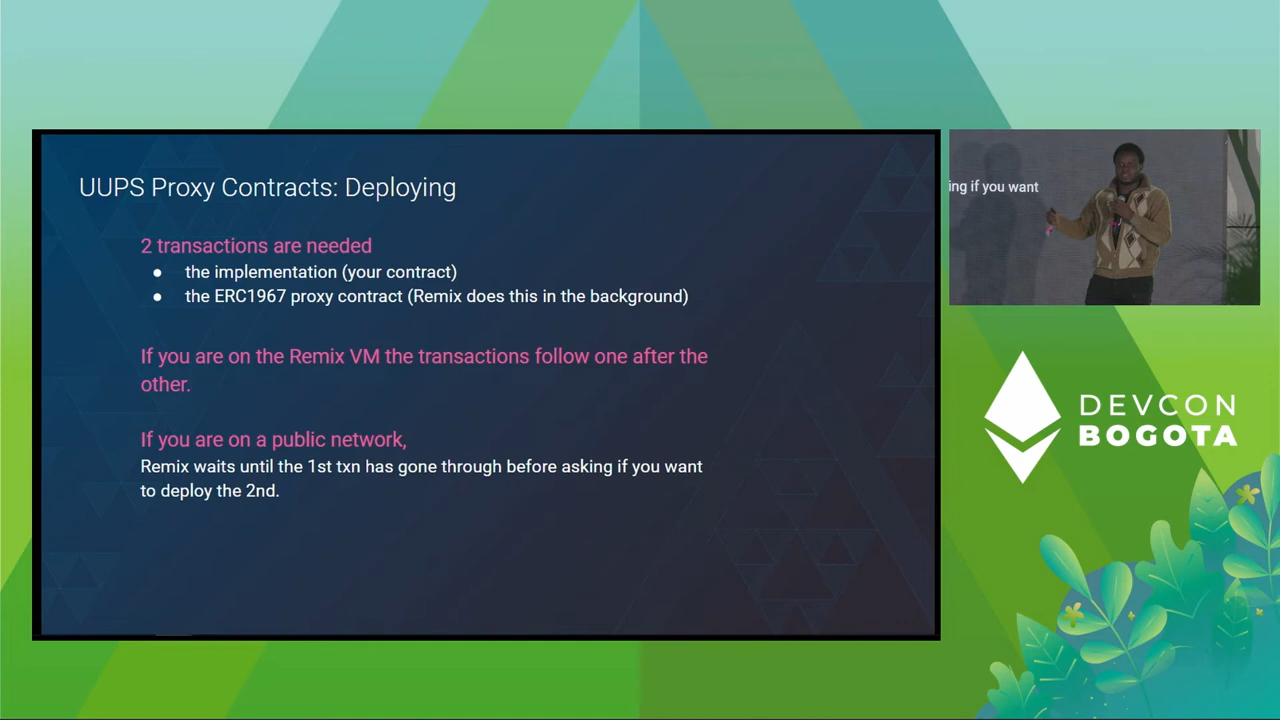 UUPS Proxy Contracts: Deploying
2 transactions are needed
● the implementation (your contract)
● the ERC1967 proxy contract (Remix does this in the background)
If you are on the Remix VM the transactions follow one after the
other.
If you are on a public network,
Remix waits until the 1st txn has gone through before asking if you want
to deploy the 2nd.
ing if you want
DEVCON
BOGOTA